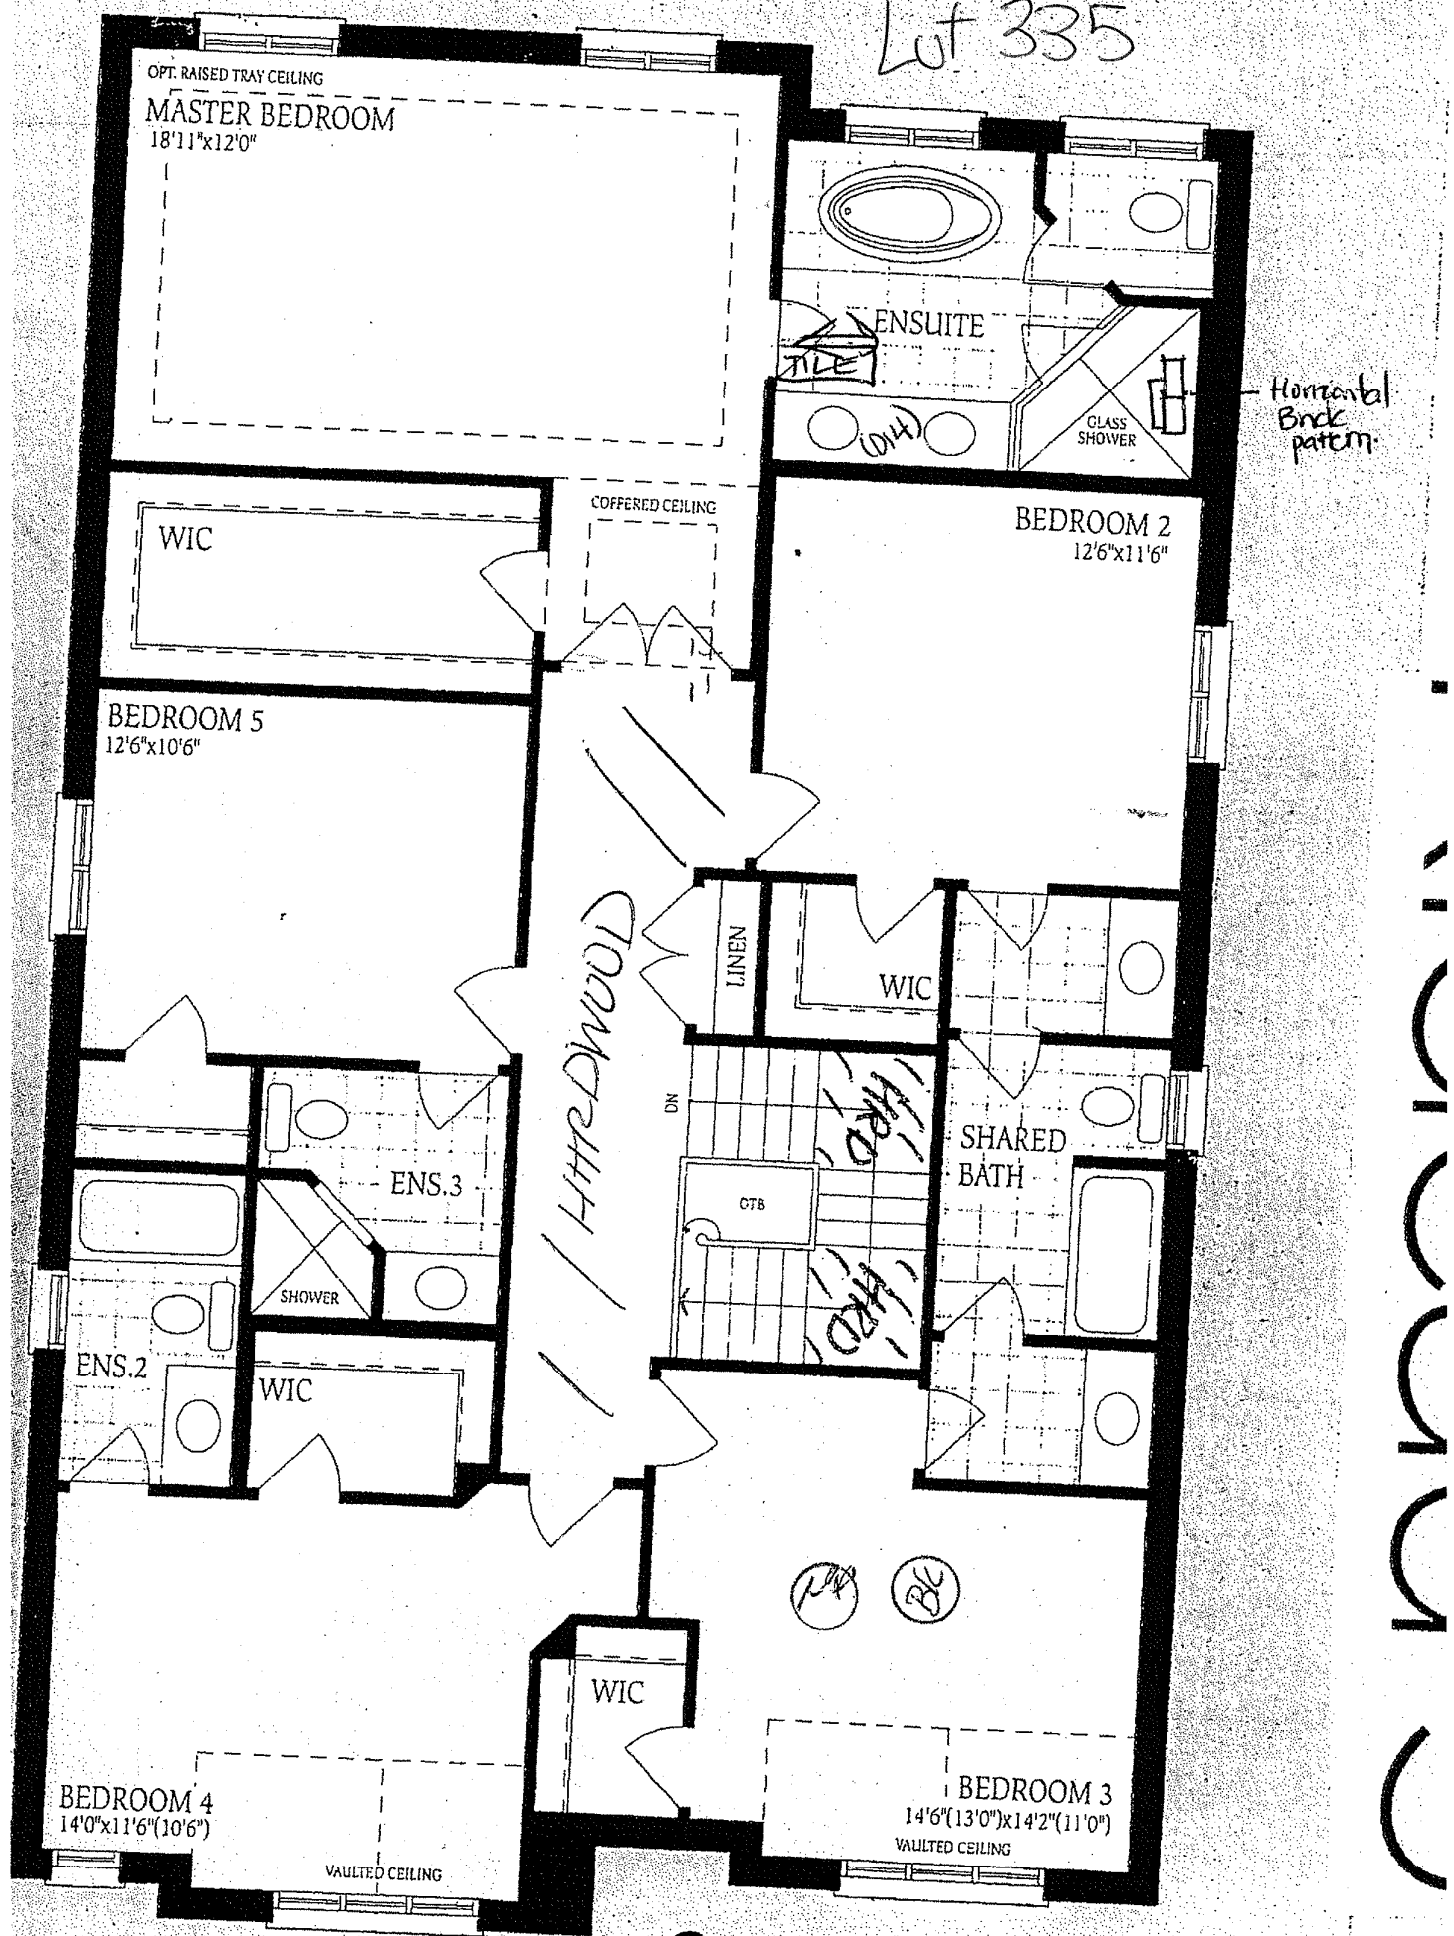 Lot 335
OPT. RAISED TRAY CEILING
MASTER BEDROOM
18'11"x12'0"
ENSUITE
TILE
(D14)
GLASS
SHOWER
Horizontal
Brick
pattern.
COFFERED CEILING
WIC
BEDROOM 2
12'6"x11'6"
BEDROOM 5
12'6"x10'6"
HARDWOOD
LINEN
WIC
DN
HRD
OTB
HRD
SHARED
BATH
ENS.3
SHOWER
ENS.2
WIC
BK
WIC
BEDROOM 4
14'0"x11'6"(10'6")
VAULTED CEILING
BEDROOM 3
14'6"(13'0")x14'2"(11'0")
VAULTED CEILING